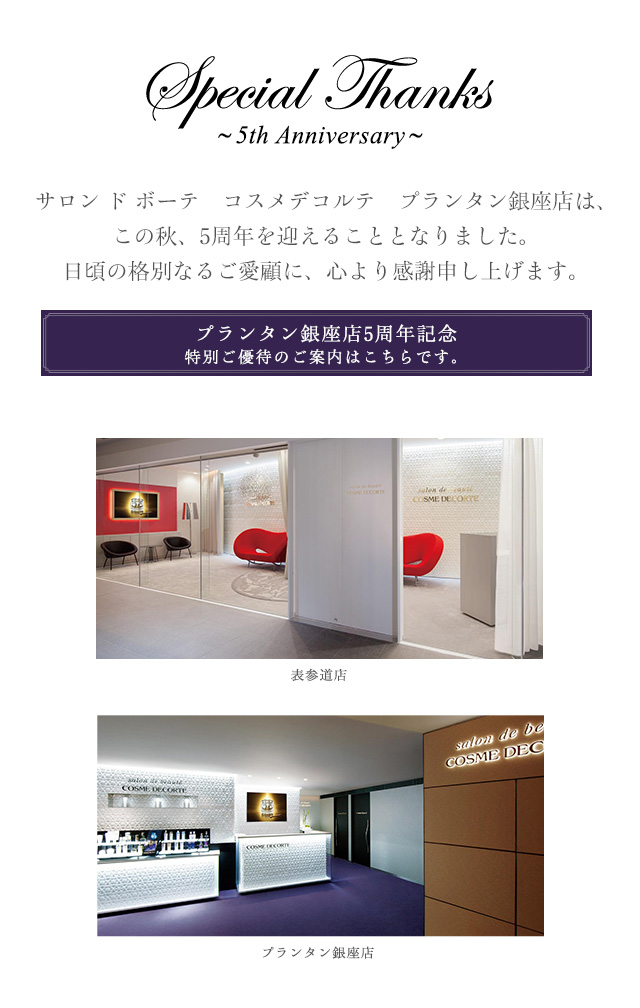 Special Thanks
~5th Anniversary~
サロン ド ボーテ　コスメデコルテ　プランタン銀座店は、
この秋、5周年を迎えることとなりました。
日頃の格別なるご愛顧に、心より感謝申し上げます。
プランタン銀座店5周年記念
特別ご優待のご案内はこちらです。
salon de beauté
COSME DECORTE
salon de beauté
COSME DECORTE
表参道店
salon de beauté
COSME DECORTE
COSME DECORTE
salon de be
COSME DEC
プランタン銀座店